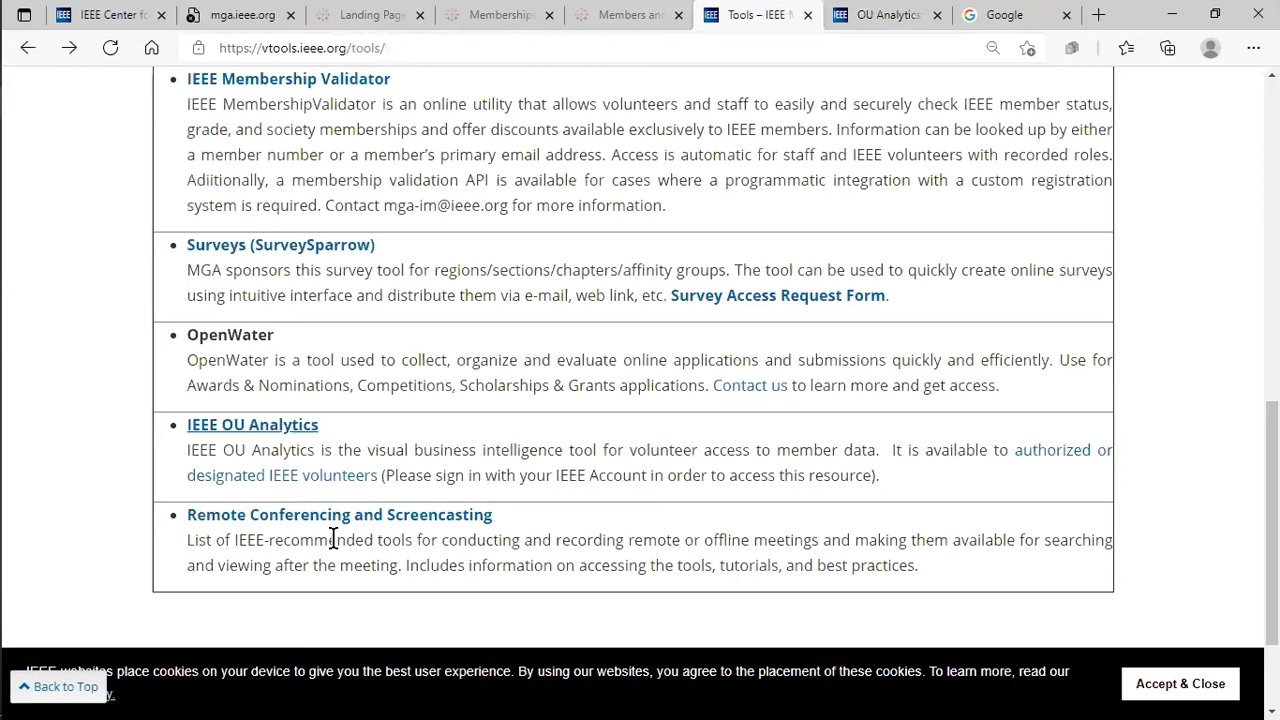 IEEE Center for
mga.ieee.org
Landing Page
Memberships
Members and
Tools – IEEE
OU Analytics
Google
https://vtools.ieee.org/tools/
IEEE Membership Validator
IEEE MembershipValidator is an online utility that allows volunteers and staff to easily and securely check IEEE member status,
grade, and society memberships and offer discounts available exclusively to IEEE members. Information can be looked up by either
a member number or a member's primary email address. Access is automatic for staff and IEEE volunteers with recorded roles.
Adiitionally, a membership validation API is available for cases where a programmatic integration with a custom registration
system is required. Contact mga-im@ieee.org for more information.
Surveys (SurveySparrow)
MGA sponsors this survey tool for regions/sections/chapters/affinity groups. The tool can be used to quickly create online surveys
using intuitive interface and distribute them via e-mail, web link, etc. Survey Access Request Form.
OpenWater
OpenWater is a tool used to collect, organize and evaluate online applications and submissions quickly and efficiently. Use for
Awards & Nominations, Competitions, Scholarships & Grants applications. Contact us to learn more and get access.
IEEE OU Analytics
IEEE OU Analytics is the visual business intelligence tool for volunteer access to member data. It is available to authorized or
designated IEEE volunteers (Please sign in with your IEEE Account in order to access this resource).
Remote Conferencing and Screencasting
List of IEEE-recommended tools for conducting and recording remote or offline meetings and making them available for searching
and viewing after the meeting. Includes information on accessing the tools, tutorials, and best practices.
IEEE websites place cookies on your device to give you the best user experience. By using our websites, you agree to the placement of these cookies. To learn more, read our
Back to Top
Accept & Close